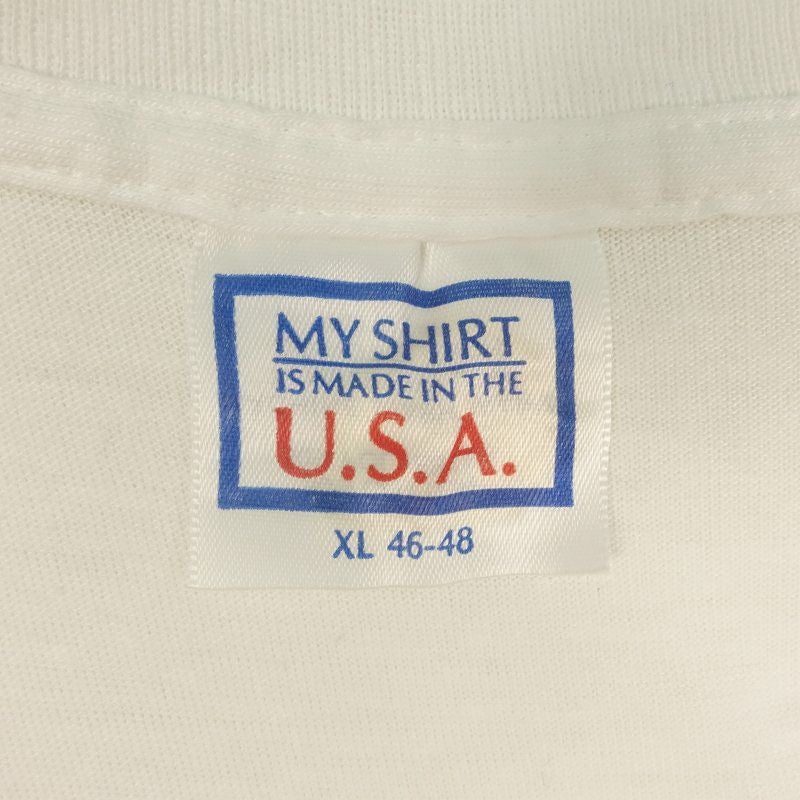 MY SHIRT
IS MADE IN THE
U.S.A.
XL 46-48